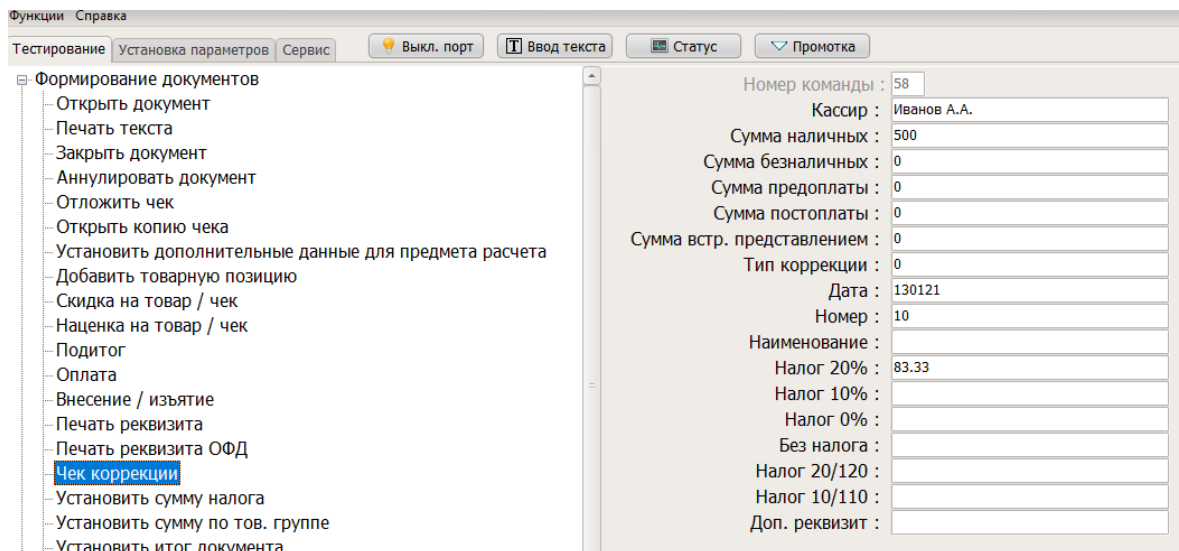 Функции Справка
Тестирование Установка параметров Сервис Выкл. порт T Ввод текста Статус Промотка
Формирование документов
Открыть документ
Печать текста
Закрыть документ
Аннулировать документ
Отложить чек
Открыть копию чека
Установить дополнительные данные для предмета расчета
Добавить товарную позицию
Скидка на товар / чек
Наценка на товар / чек
Подитог
Оплата
Внесение / изъятие
Печать реквизита
Печать реквизита ОФД
Чек коррекции
Установить сумму налога
Установить сумму по тов. группе
Установить итог документа
Номер команды : 58
Кассир : Иванов А.А.
Сумма наличных : 500
Сумма безналичных : 0
Сумма предоплаты : 0
Сумма постоплаты : 0
Сумма встр. представлением : 0
Тип коррекции : 0
Дата : 130121
Номер : 10
Наименование :
Налог 20% : 83.33
Налог 10% :
Налог 0% :
Без налога :
Налог 20/120 :
Налог 10/110 :
Доп. реквизит :